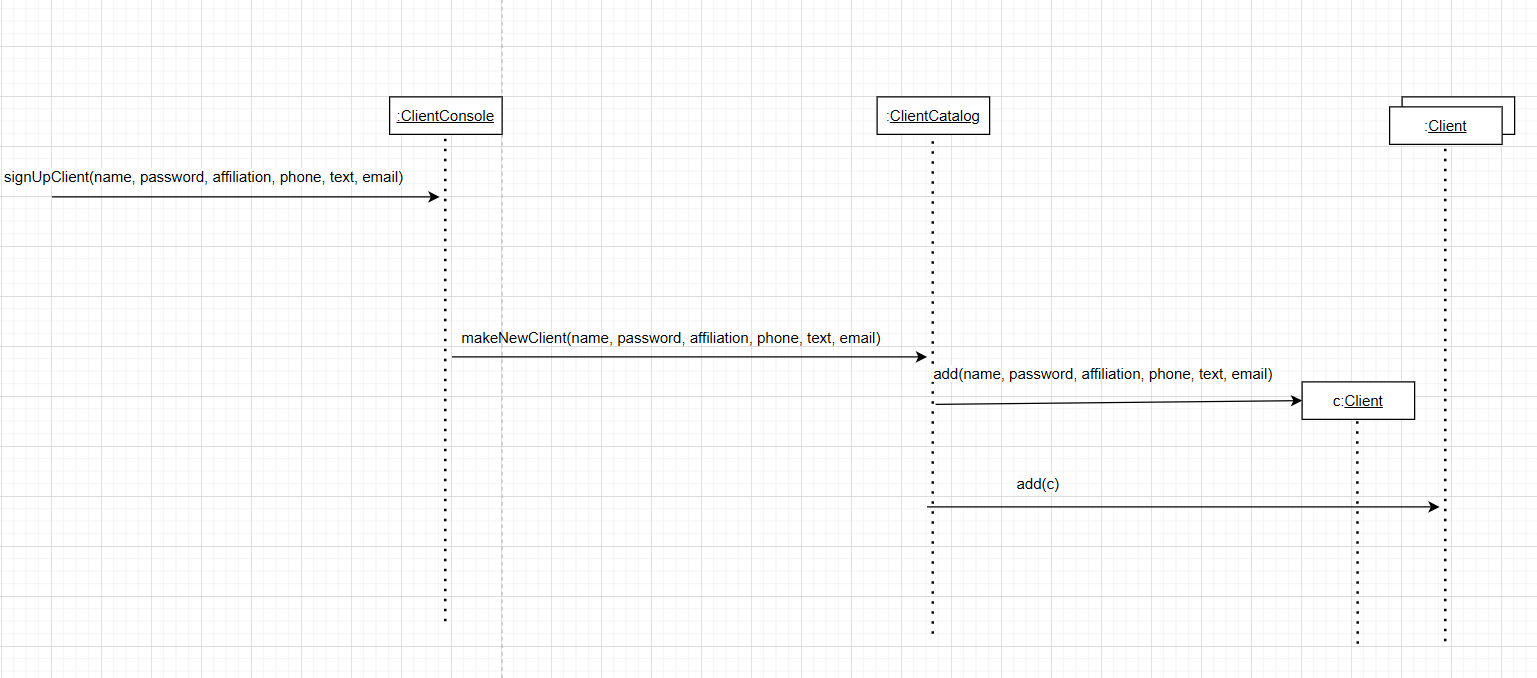 :ClientConsole
:ClientCatalog
:Client
signUpClient(name, password, affiliation, phone, text, email)
makeNewClient(name, password, affiliation, phone, text, email)
add(name, password, affiliation, phone, text, email)
c:Client
add(c)